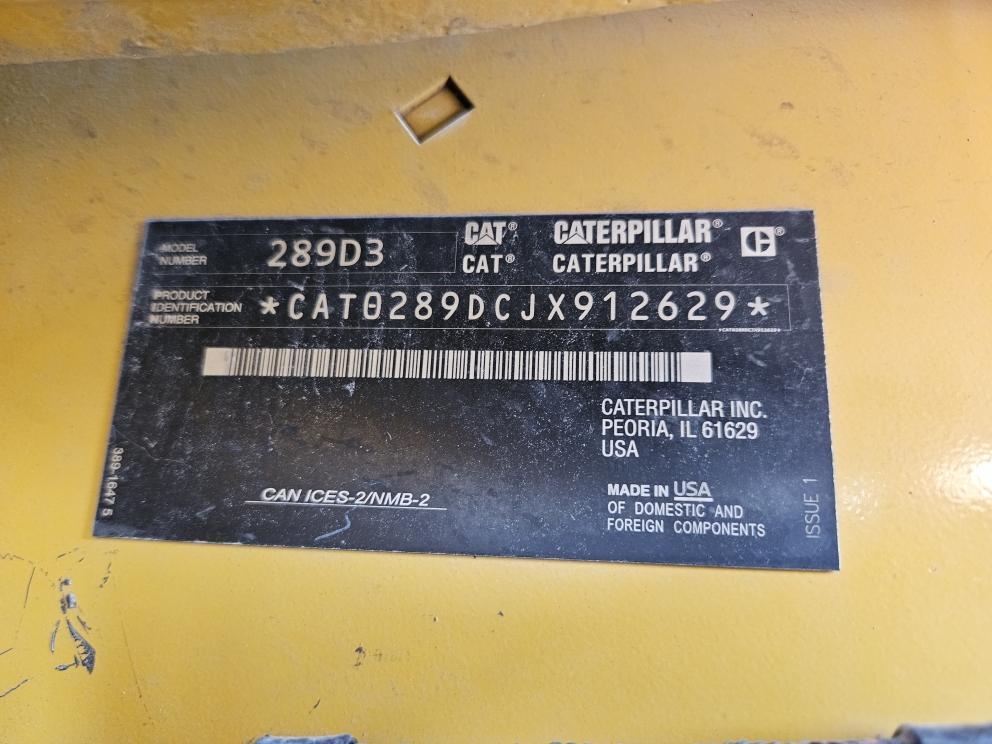 MODEL
NUMBER
289D3
CAT® CATERPILLAR®
CAT® CATERPILLAR®
PRODUCT
IDENTIFICATION
NUMBER
*CAT0289DCJX912629*
*CAT0289DCJX912629*
CATERPILLAR INC.
PEORIA, IL 61629
USA
CAN ICES-2/NMB-2
MADE IN USA
OF DOMESTIC AND
FOREIGN COMPONENTS
389-1647 5
ISSUE 1